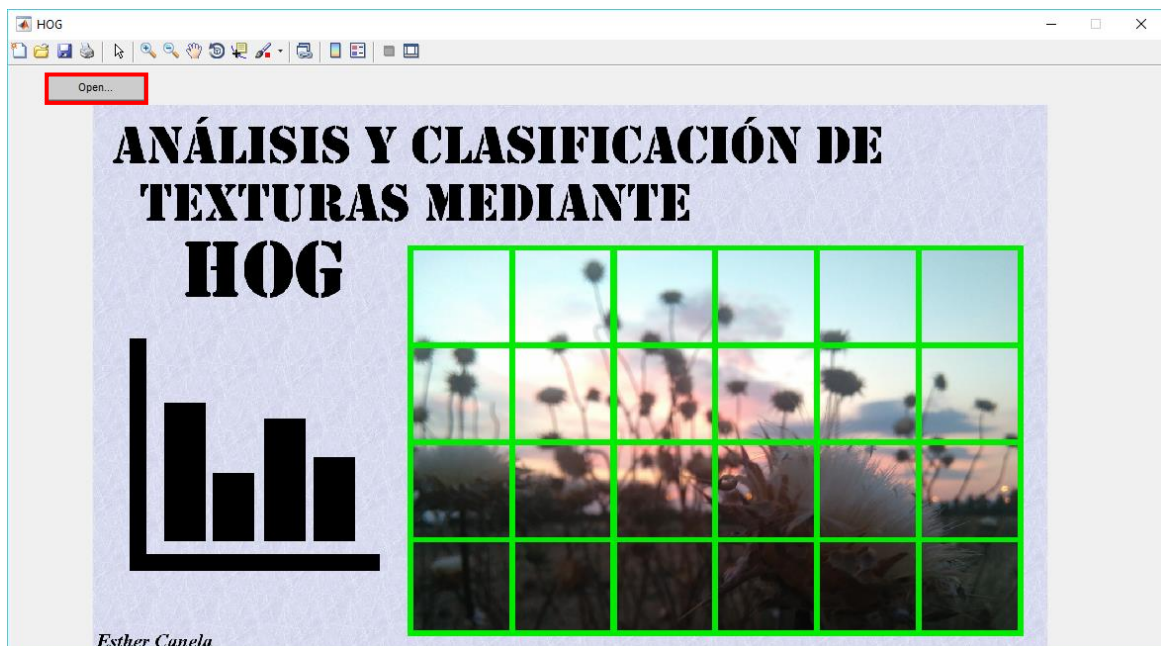 HOG
Open...
ANÁLISIS Y CLASIFICACIÓN DE
TEXTURAS MEDIANTE
HOG
Esther Canela